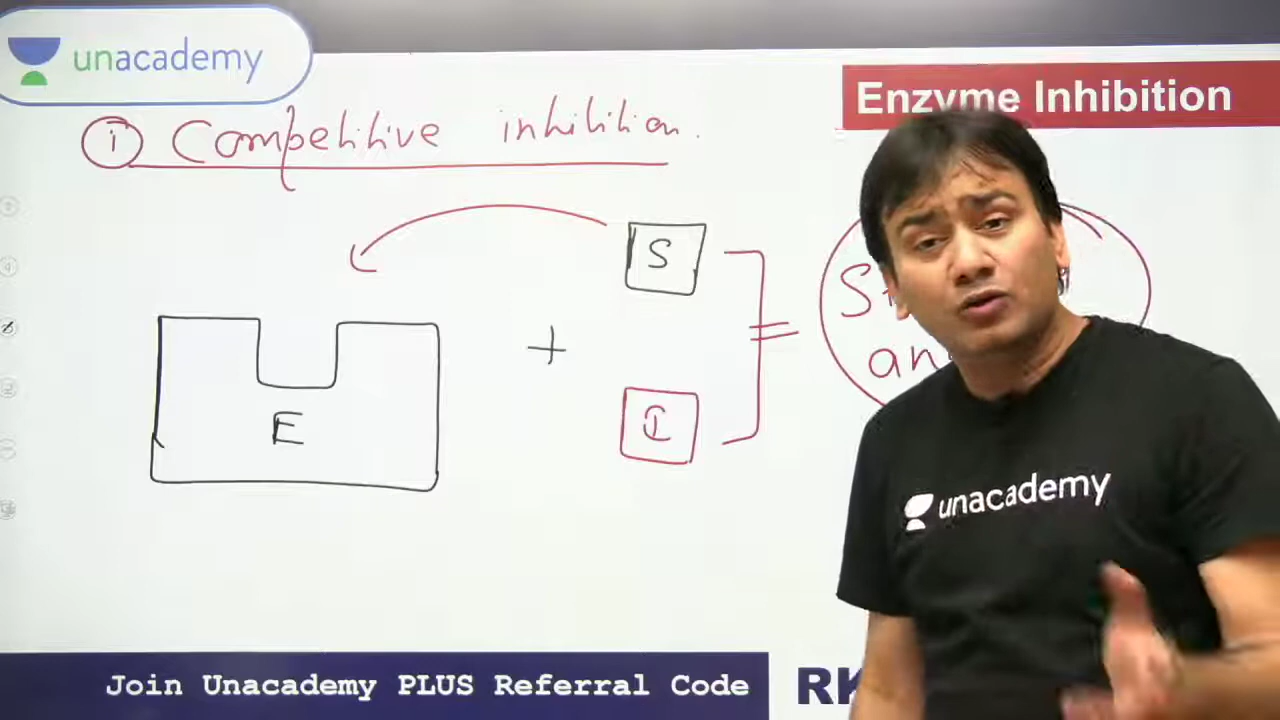 unacademy
Enzyme Inhibition
i Competitive inhibition.
S
E
+
I
unacademy
Join Unacademy PLUS Referral Code